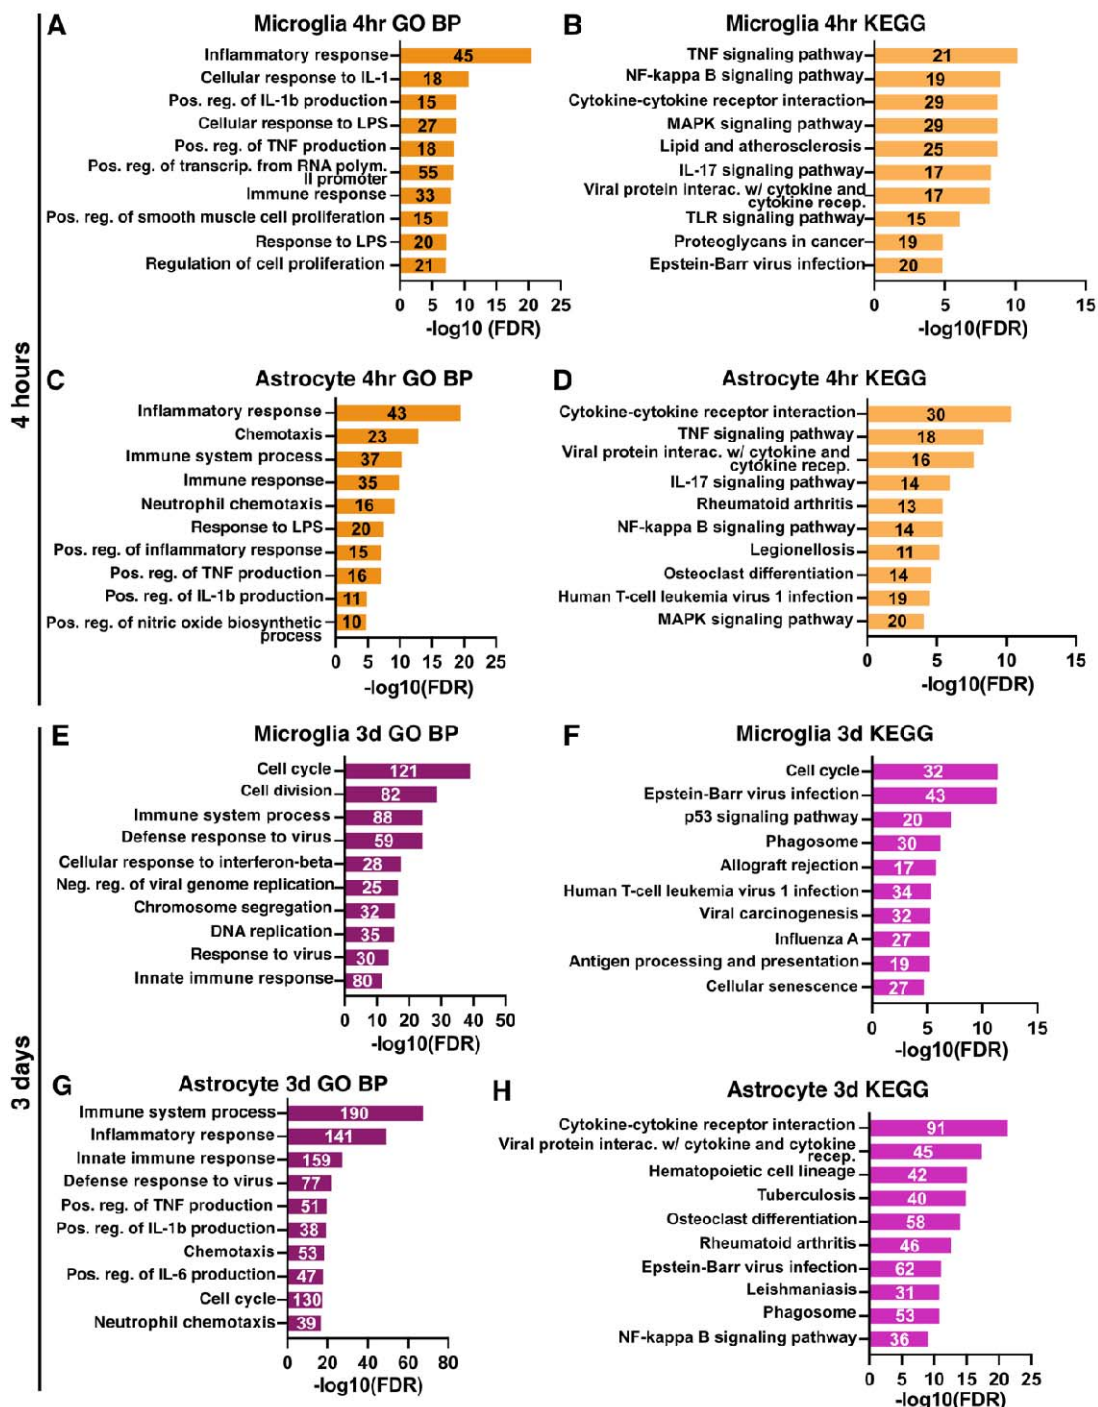 4 hours
A
Microglia 4hr GO BP
Inflammatory response
45
Cellular response to IL-1
18
Pos. reg. of IL-1b production
15
Cellular response to LPS
27
Pos. reg. of TNF production
18
Pos. reg. of transcrip. from RNA polym.
II promoter
55
Immune response
33
Pos. reg. of smooth muscle cell proliferation
15
Response to LPS
20
Regulation of cell proliferation
21
0 5 10 15 20 25
-log10 (FDR)
B
Microglia 4hr KEGG
TNF signaling pathway
21
NF-kappa B signaling pathway
19
Cytokine-cytokine receptor interaction
29
MAPK signaling pathway
29
Lipid and atherosclerosis
25
IL-17 signaling pathway
17
Viral protein interac. w/ cytokine and
cytokine recep.
17
TLR signaling pathway
15
Proteoglycans in cancer
19
Epstein-Barr virus infection
20
0 5 10 15
-log10(FDR)
C
Astrocyte 4hr GO BP
Inflammatory response
43
Chemotaxis
23
Immune system process
37
Immune response
35
Neutrophil chemotaxis
16
Response to LPS
20
Pos. reg. of inflammatory response
15
Pos. reg. of TNF production
16
Pos. reg. of IL-1b production
11
Pos. reg. of nitric oxide biosynthetic
process
10
0 5 10 15 20 25
-log10(FDR)
D
Astrocyte 4hr KEGG
Cytokine-cytokine receptor interaction
30
TNF signaling pathway
18
Viral protein interac. w/ cytokine and
cytokine recep.
16
IL-17 signaling pathway
14
Rheumatoid arthritis
13
NF-kappa B signaling pathway
14
Legionellosis
11
Osteoclast differentiation
14
Human T-cell leukemia virus 1 infection
19
MAPK signaling pathway
20
0 5 10 15
-log10(FDR)
3 days
E
Microglia 3d GO BP
Cell cycle
121
Cell division
82
Immune system process
88
Defense response to virus
59
Cellular response to interferon-beta
28
Neg. reg. of viral genome replication
25
Chromosome segregation
32
DNA replication
35
Response to virus
30
Innate immune response
80
0 10 20 30 40 50
-log10(FDR)
F
Microglia 3d KEGG
Cell cycle
32
Epstein-Barr virus infection
43
p53 signaling pathway
20
Phagosome
30
Allograft rejection
17
Human T-cell leukemia virus 1 infection
34
Viral carcinogenesis
32
Influenza A
27
Antigen processing and presentation
19
Cellular senescence
27
0 5 10 15
-log10(FDR)
G
Astrocyte 3d GO BP
Immune system process
190
Inflammatory response
141
Innate immune response
159
Defense response to virus
77
Pos. reg. of TNF production
51
Pos. reg. of IL-1b production
38
Chemotaxis
53
Pos. reg. of IL-6 production
47
Cell cycle
130
Neutrophil chemotaxis
39
0 20 40 60 80
-log10(FDR)
H
Astrocyte 3d KEGG
Cytokine-cytokine receptor interaction
91
Viral protein interac. w/ cytokine and cytokine
recep.
45
Hematopoietic cell lineage
42
Tuberculosis
40
Osteoclast differentiation
58
Rheumatoid arthritis
46
Epstein-Barr virus infection
62
Leishmaniasis
31
Phagosome
53
NF-kappa B signaling pathway
36
0 5 10 15 20 25
-log10(FDR)